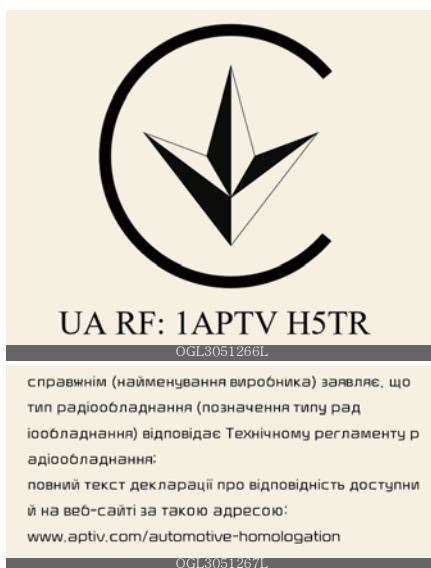 UA RF: 1APTV H5TR
OGL3051266L
справжнім (найменування виробника) заявляє, що
тип радіообладнання (позначення типу рад
іообладнання) відповідає Технічному регламенту р
адіообладнання;
повний текст декларації про відповідність доступни
й на веб-сайті за такою адресою:
www.aptiv.com/automotive-homologation
OGL3051267L